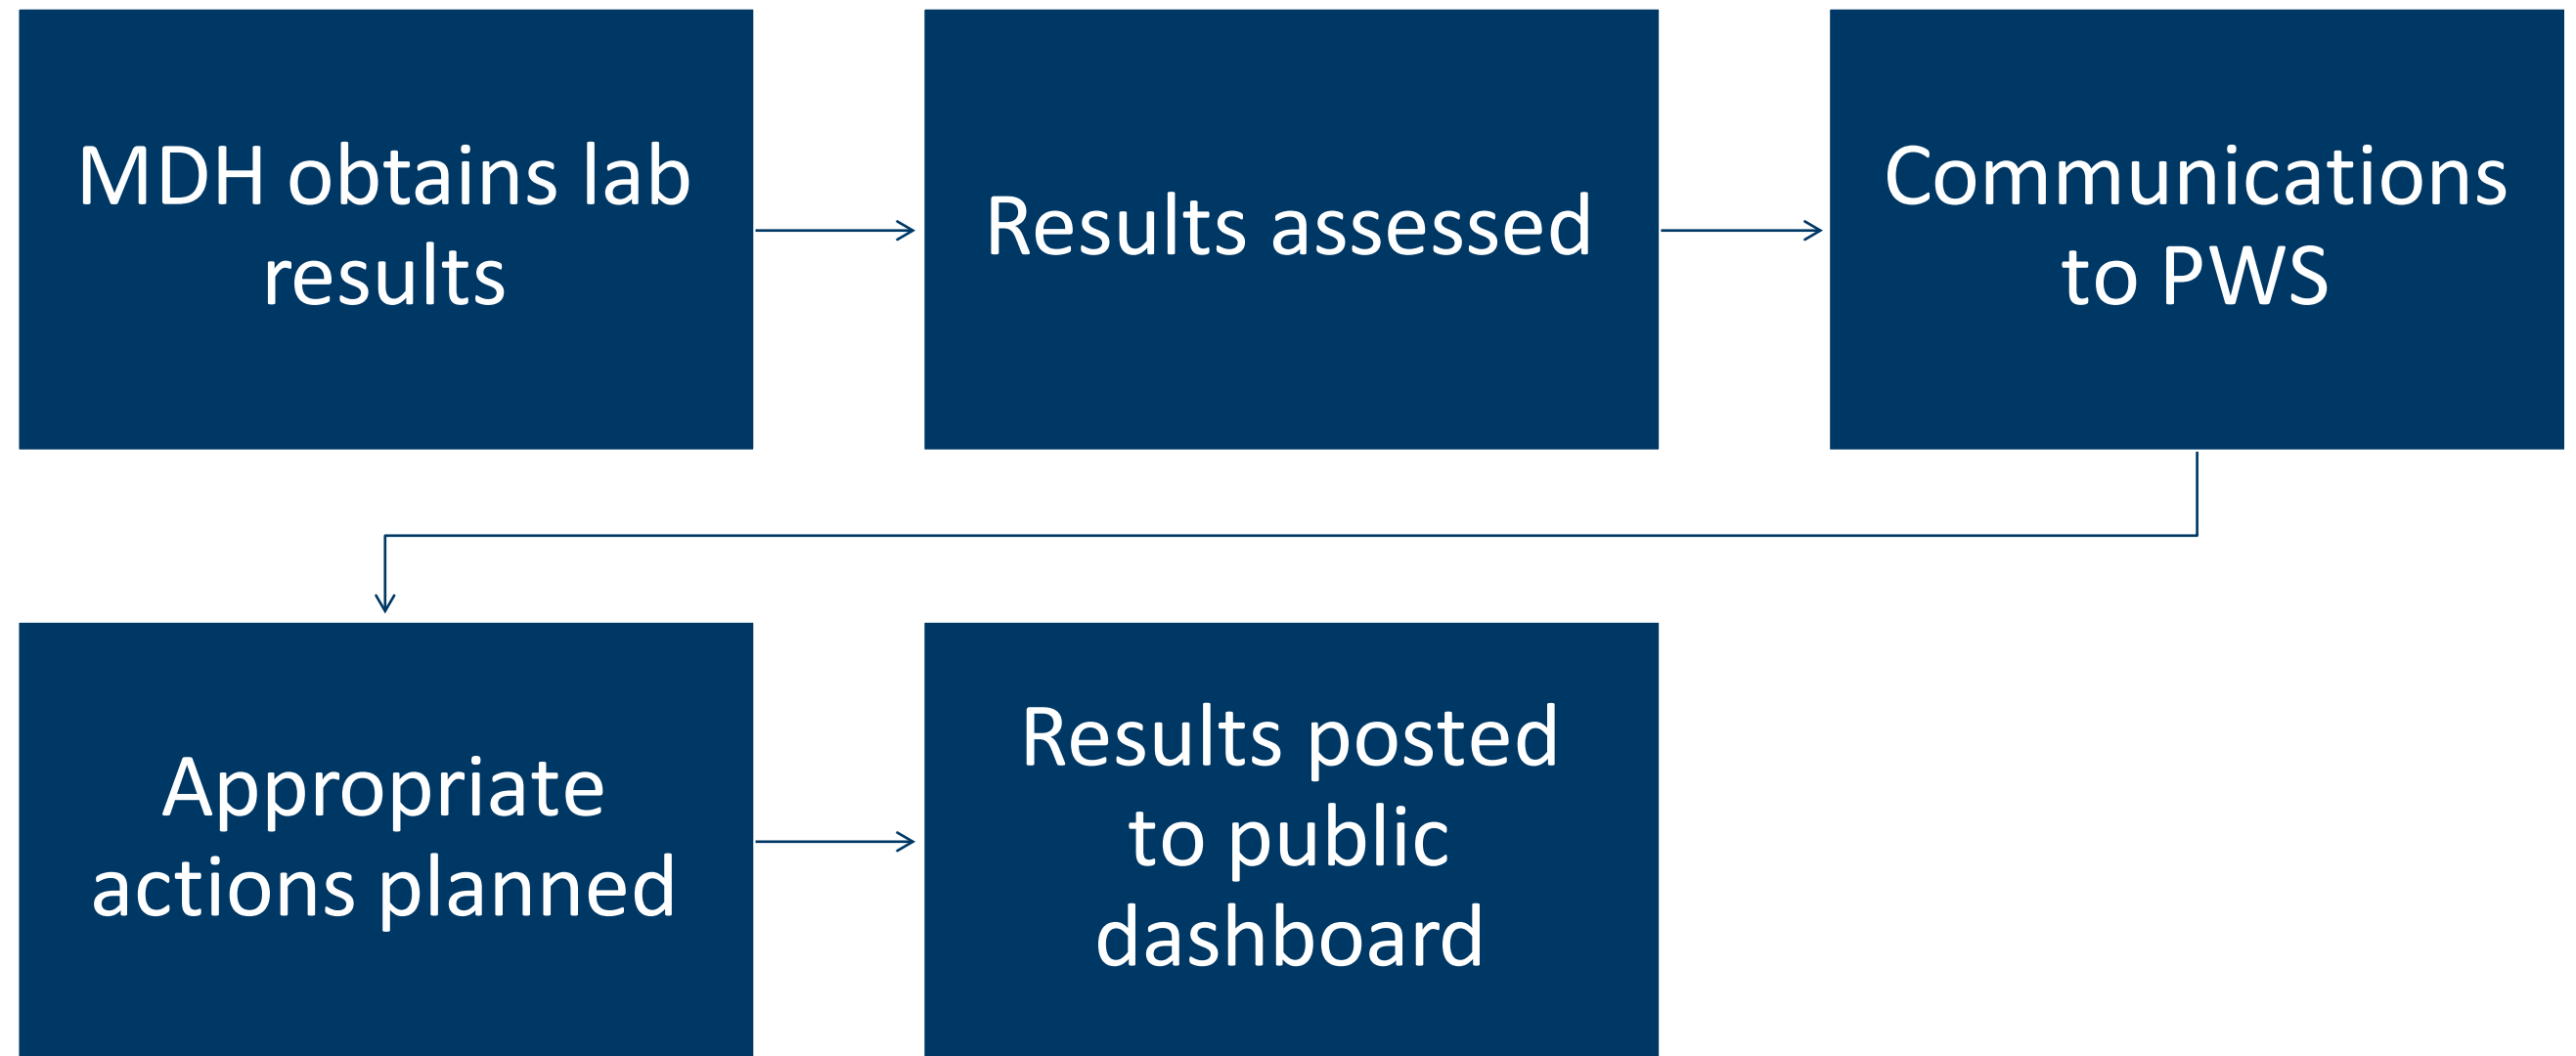 MDH obtains lab
results
Results assessed
Communications
to PWS
Appropriate
actions planned
Results posted
to public
dashboard